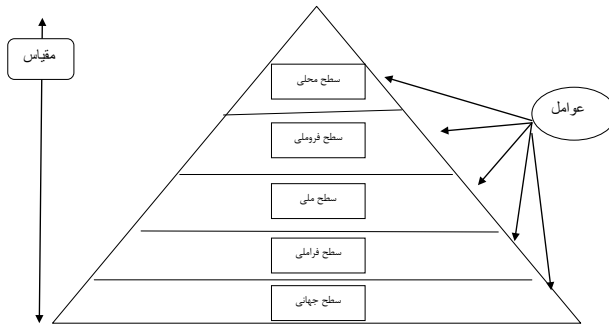 مقیاس
سطح محلی
عوامل
سطح فروملی
سطح ملی
سطح فراملی
سطح جهانی